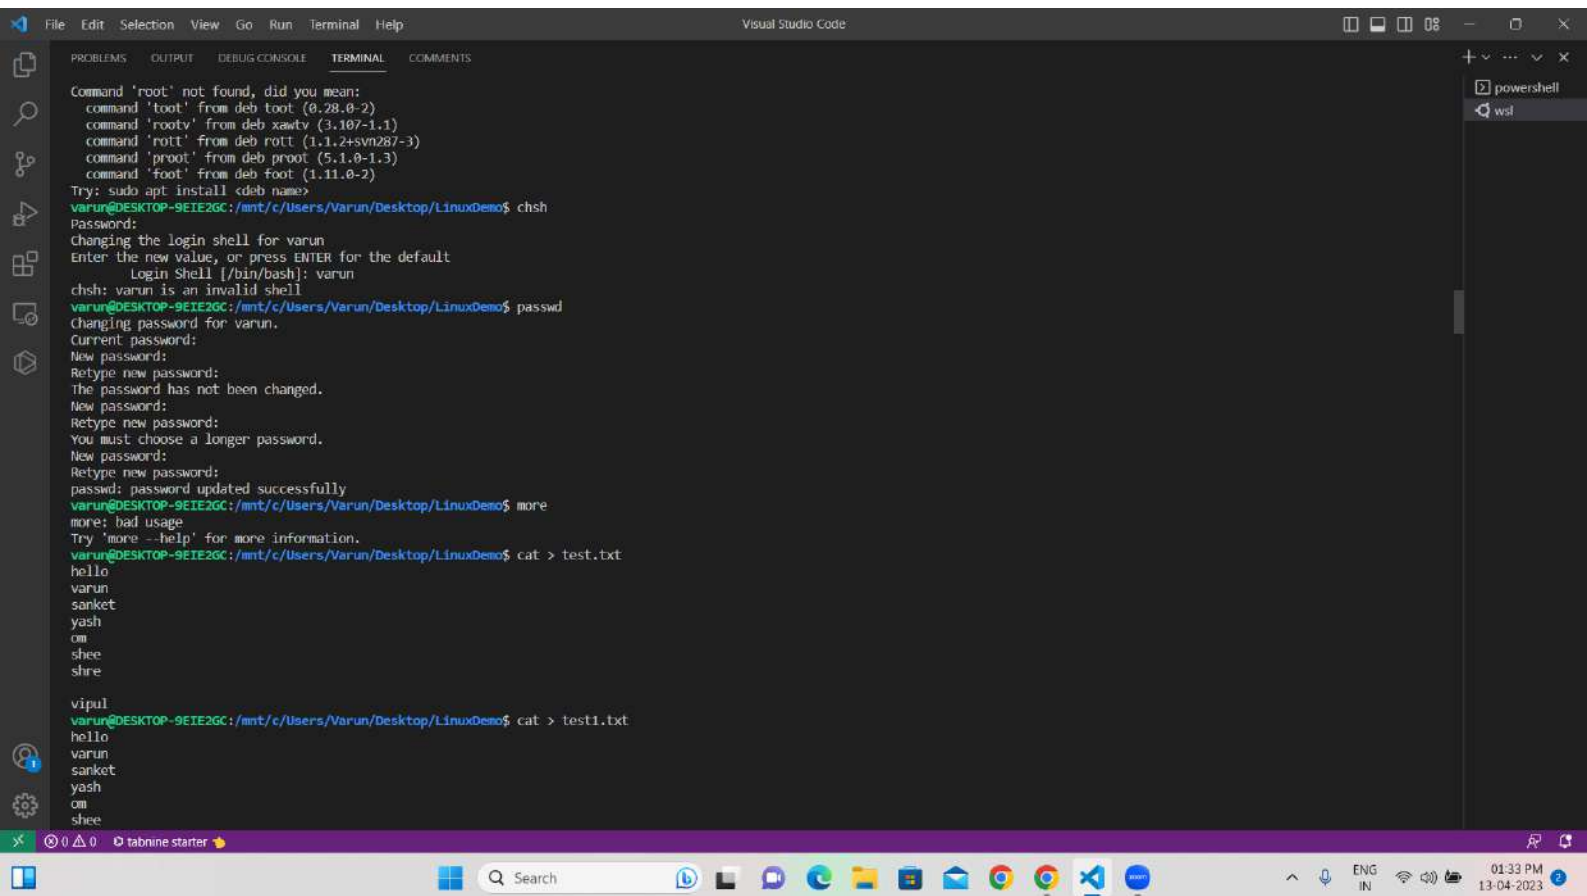 File Edit Selection View Go Run Terminal Help
Visual Studio Code
PROBLEMS OUTPUT DEBUG CONSOLE TERMINAL COMMENTS
powershell
wsl
Command 'root' not found, did you mean:
command 'toot' from deb toot (0.28.0-2)
command 'rootv' from deb xawtv (3.107-1.1)
command 'rott' from deb rott (1.1.2+svn287-3)
command 'proot' from deb proot (5.1.0-1.3)
command 'foot' from deb foot (1.11.0-2)
Try: sudo apt install <deb name>
varun@DESKTOP-9EIE2GC:/mnt/c/Users/Varun/Desktop/LinuxDemo$ chsh
Password:
Changing the login shell for varun
Enter the new value, or press ENTER for the default
Login Shell [/bin/bash]: varun
chsh: varun is an invalid shell
varun@DESKTOP-9EIE2GC:/mnt/c/Users/Varun/Desktop/LinuxDemo$ passwd
Changing password for varun.
Current password:
New password:
Retype new password:
The password has not been changed.
New password:
Retype new password:
You must choose a longer password.
New password:
Retype new password:
passwd: password updated successfully
varun@DESKTOP-9EIE2GC:/mnt/c/Users/Varun/Desktop/LinuxDemo$ more
more: bad usage
Try 'more --help' for more information.
varun@DESKTOP-9EIE2GC:/mnt/c/Users/Varun/Desktop/LinuxDemo$ cat > test.txt
hello
varun
sanket
yash
om
shee
shre
vipul
varun@DESKTOP-9EIE2GC:/mnt/c/Users/Varun/Desktop/LinuxDemo$ cat > test1.txt
hello
varun
sanket
yash
om
shee
1
0 0 tabnine starter
Search
zoom
ENG
IN
01:33 PM
13-04-2023
2